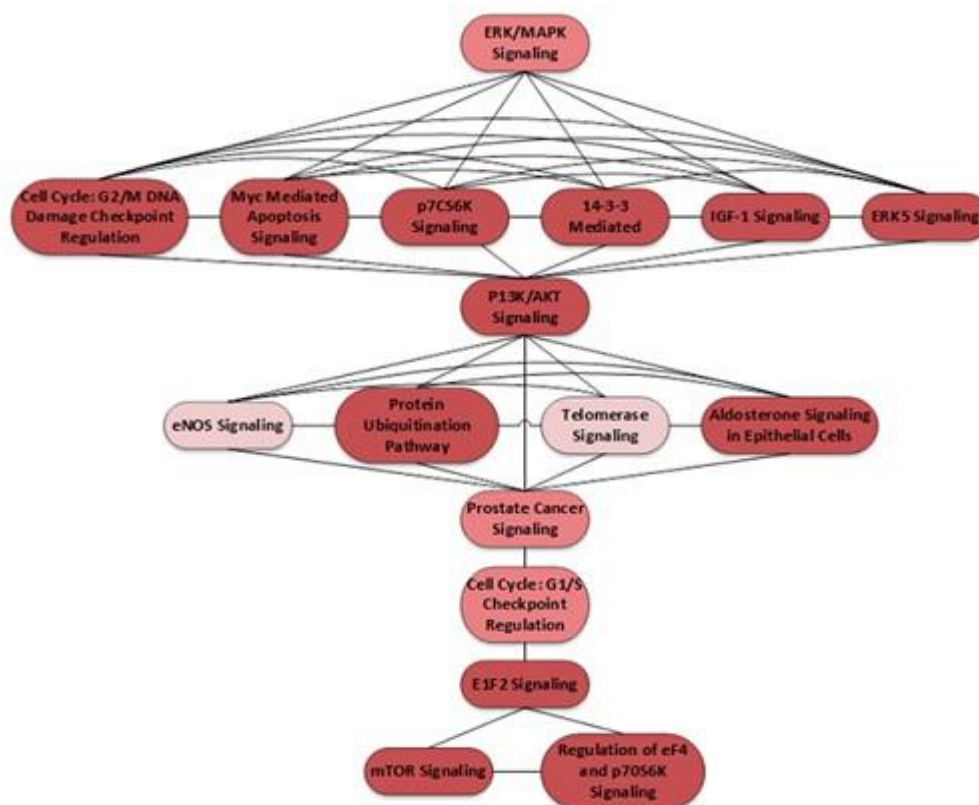 ERK/MAPK
Signaling
Cell Cycle: G2/M DNA
Damage Checkpoint
Regulation
Myc Mediated
Apoptosis
Signaling
p7CS6K
Signaling
14-3-3
Mediated
IGF-1 Signaling
ERK5 Signaling
P13K/AKT
Signaling
eNOS Signaling
Protein
Ubiquitination
Pathway
Telomerase
Signaling
Aldosterone Signaling
in Epithelial Cells
Prostate Cancer
Signaling
Cell Cycle: G1/S
Checkpoint
Regulation
E1F2 Signaling
mTOR Signaling
Regulation of eF4
and p70S6K
Signaling